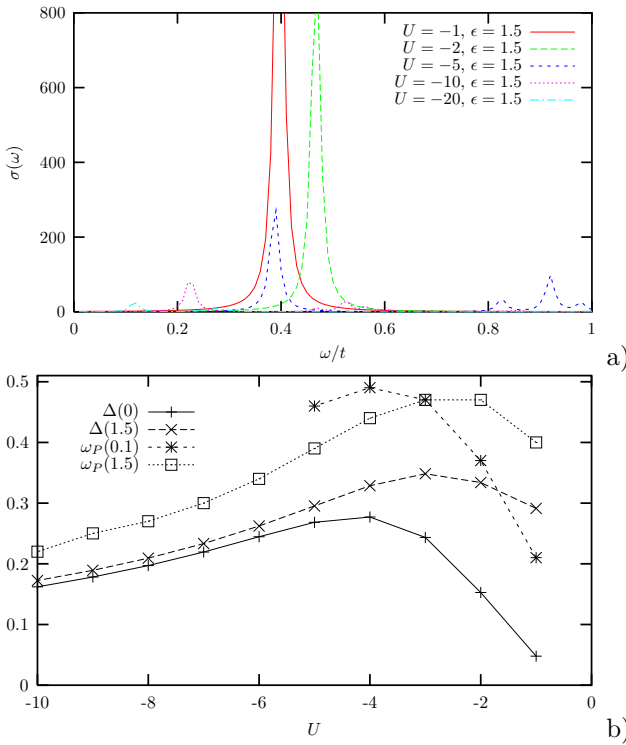 800
600
400
200
0
σ(ω)
U = −1, ϵ = 1.5
U = −2, ϵ = 1.5
U = −5, ϵ = 1.5
U = −10, ϵ = 1.5
U = −20, ϵ = 1.5
0 0.2 0.4 0.6 0.8 1
ω/t
a)
0.5
0.4
0.3
0.2
0.1
0
Δ(0)
Δ(1.5)
ω_P(0.1)
ω_P(1.5)
-10 -8 -6 -4 -2 0
U
b)